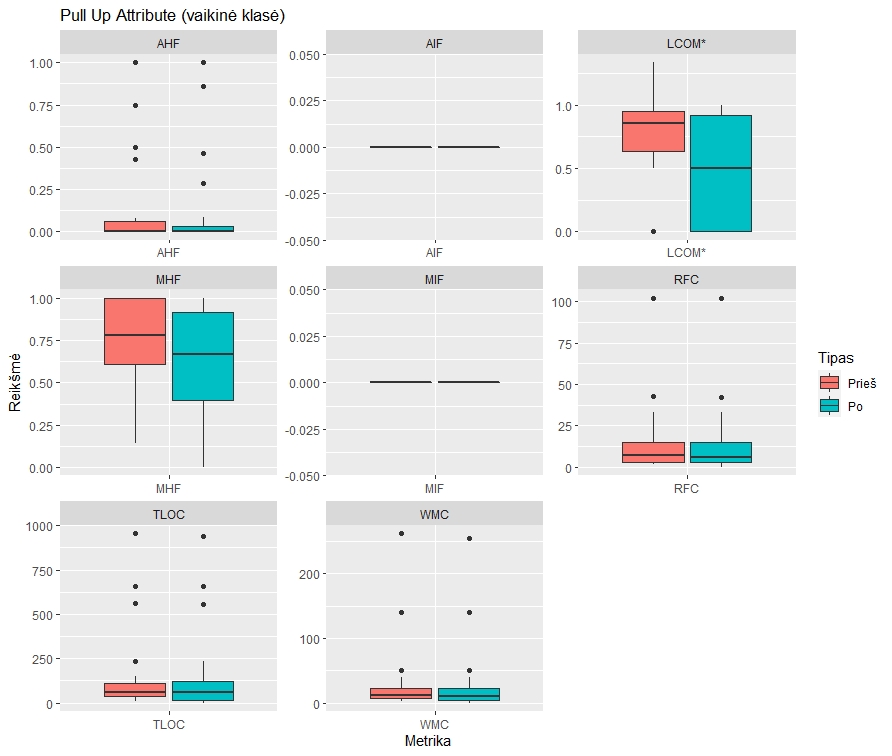 Pull Up Attribute (vaikinė klasė)
AHF
AIF
LCOM*
1.00
0.75
0.50
0.25
0.00
0.050
0.025
0.000
-0.025
-0.050
1.0
0.5
0.0
AHF
AIF
LCOM*
MHF
MIF
RFC
1.00
0.75
0.50
0.25
0.00
0.050
0.025
0.000
-0.025
-0.050
100
75
50
25
0
MHF
MIF
RFC
TLOC
WMC
1000
750
500
250
0
200
100
0
TLOC
WMC
Reikšmė
Metrika
Tipas
Prieš
Po